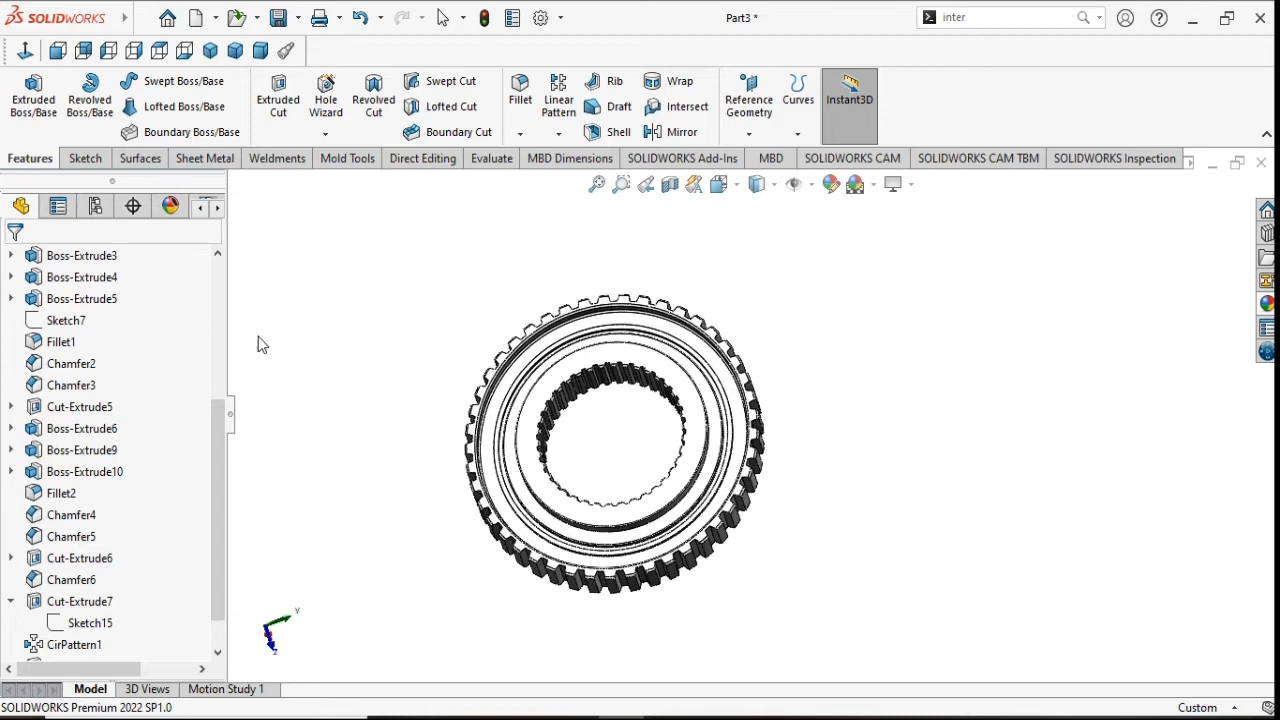 SOLIDWORKS
Part3 *
inter
Extruded Boss/Base
Revolved Boss/Base
Swept Boss/Base
Lofted Boss/Base
Boundary Boss/Base
Extruded Cut
Hole Wizard
Revolved Cut
Swept Cut
Lofted Cut
Boundary Cut
Fillet
Linear Pattern
Rib
Draft
Shell
Wrap
Intersect
Mirror
Reference Geometry
Curves
Instant3D
Features
Sketch
Surfaces
Sheet Metal
Weldments
Mold Tools
Direct Editing
Evaluate
MBD Dimensions
SOLIDWORKS Add-Ins
MBD
SOLIDWORKS CAM
SOLIDWORKS CAM TBM
SOLIDWORKS Inspection
Boss-Extrude3
Boss-Extrude4
Boss-Extrude5
Sketch7
Fillet1
Chamfer2
Chamfer3
Cut-Extrude5
Boss-Extrude6
Boss-Extrude9
Boss-Extrude10
Fillet2
Chamfer4
Chamfer5
Cut-Extrude6
Chamfer6
Cut-Extrude7
Sketch15
CirPattern1
Y
Z
Model
3D Views
Motion Study 1
SOLIDWORKS Premium 2022 SP1.0
Custom